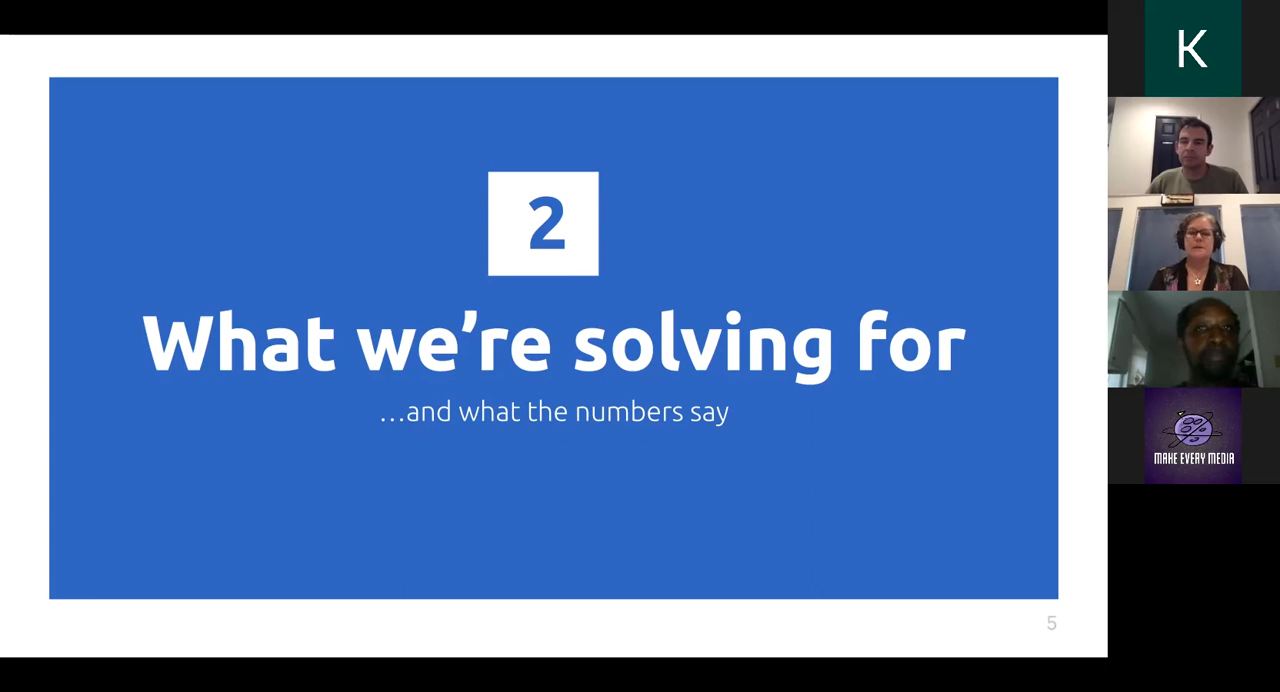 2
What we're solving for
…and what the numbers say
5
K
MAKE EVERY MEDIA